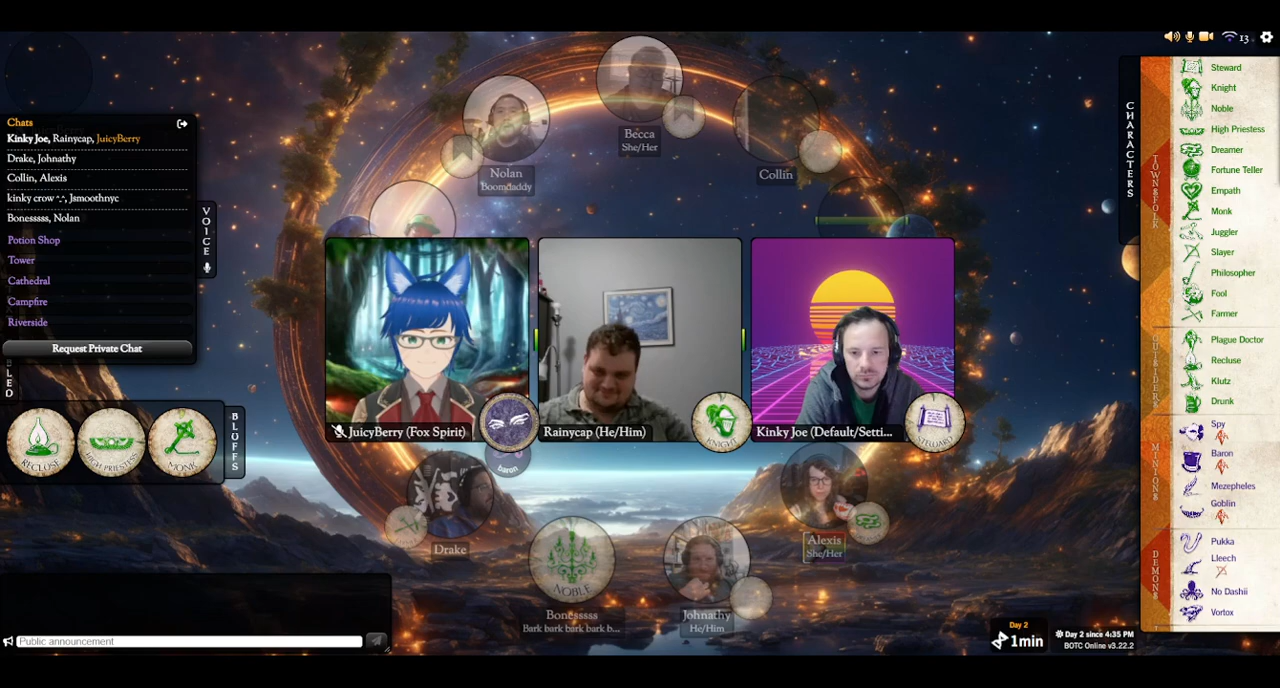 13
Chats
Kinky Joe, Rainycap, JuicyBerry
Drake, Johnathy
Collin, Alexis
kinky crow ·.·, Jsmoothnyc
Bonesssss, Nolan
Potion Shop
Tower
Cathedral
Campfire
Riverside
Request Private Chat
VOICE
LED
RECLUSE
HIGH PRIESTESS
MONK
BLUFFS
Becca
She/Her
Nolan
Boomdaddy
Collin
JuicyBerry (Fox Spirit)
Rainycap (He/Him)
KNIGHT
Kinky Joe (Default/Setti...
STEWARD
baron
Drake
NOBLE
Bonesssss
Bark bark bark bark b...
Johnathy
He/Him
Alexis
She/Her
Public announcement
Day 2
1min
Day 2 since 4:35 PM
BOTC Online v3.22.2
CHARACTERS
TOWNSFOLK
Steward
Knight
Noble
High Priestess
Dreamer
Fortune Teller
Empath
Monk
Juggler
Slayer
Philosopher
Fool
Farmer
OUTSIDERS
Plague Doctor
Recluse
Klutz
Drunk
MINIONS
Spy
Baron
Mezepheles
Goblin
DEMONS
Pukka
Lleech
No Dashii
Vortox